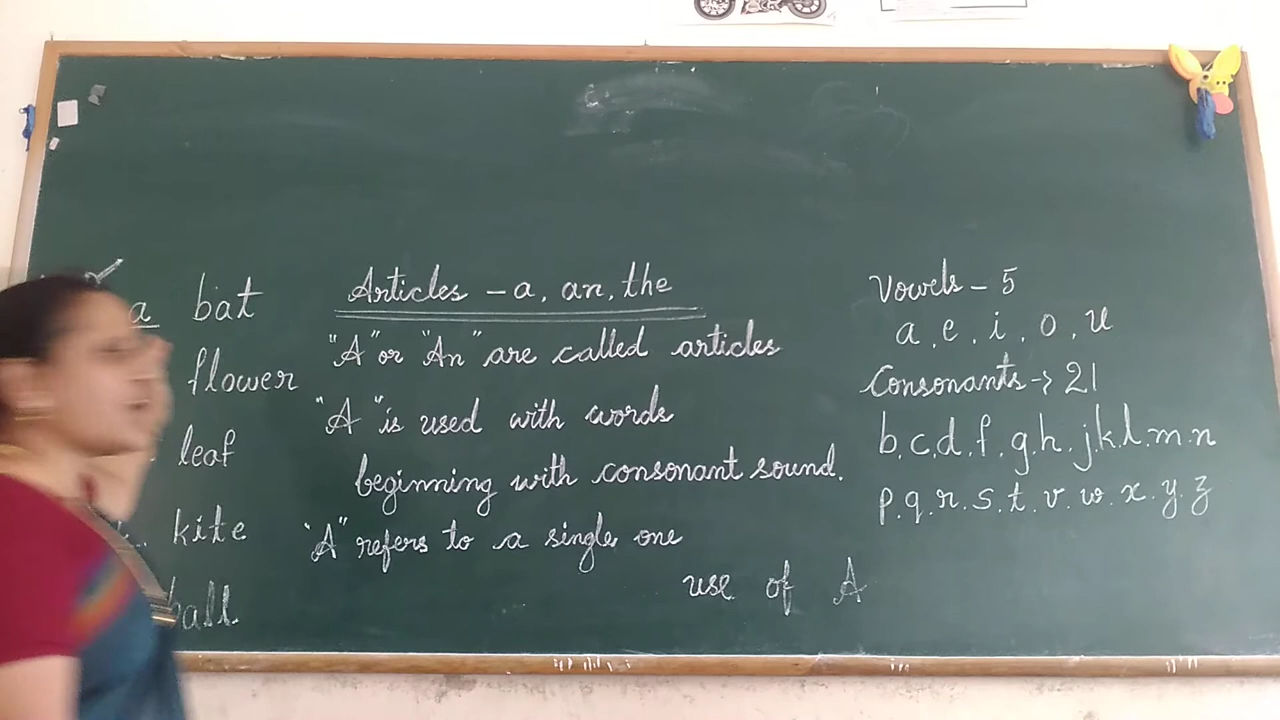 a bat
flower
leaf
kite
ball.
Articles - a, an, the
"A" or "An" are called articles
"A" is used with words
beginning with consonant sound.
"A" refers to a single one
use of A
Vowels - 5
a, e, i, o, u
Consonants → 21
b, c, d, f, g, h, j, k, l, m, n
p, q, r, s, t, v, w, x, y, z